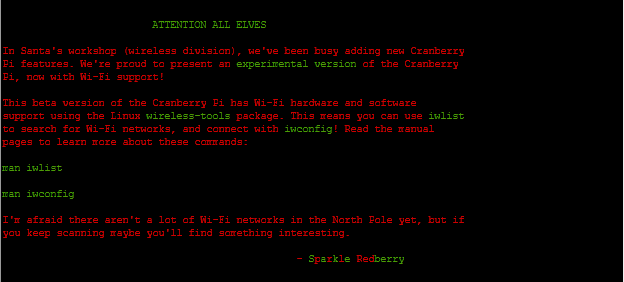 ATTENTION ALL ELVES
In Santa's workshop (wireless division), we've been busy adding new Cranberry
Pi features. We're proud to present an experimental version of the Cranberry
Pi, now with Wi-Fi support!
This beta version of the Cranberry Pi has Wi-Fi hardware and software
support using the Linux wireless-tools package. This means you can use iwlist
to search for Wi-Fi networks, and connect with iwconfig! Read the manual
pages to learn more about these commands:
man iwlist
man iwconfig
I'm afraid there aren't a lot of Wi-Fi networks in the North Pole yet, but if
you keep scanning maybe you'll find something interesting.
- Sparkle Redberry